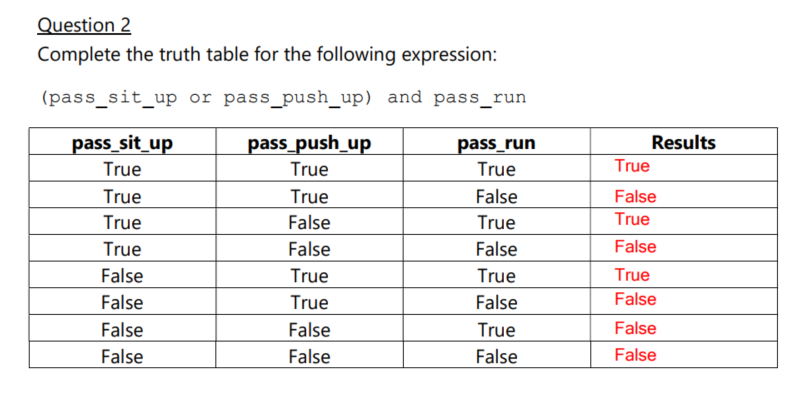 Question 2
Complete the truth table for the following expression:
(pass_sit_up or pass_push_up) and pass_run
pass_sit_up pass_push_up pass_run Results
True True True True
True True False False
True False True True
True False False False
False True True True
False True False False
False False True False
False False False False